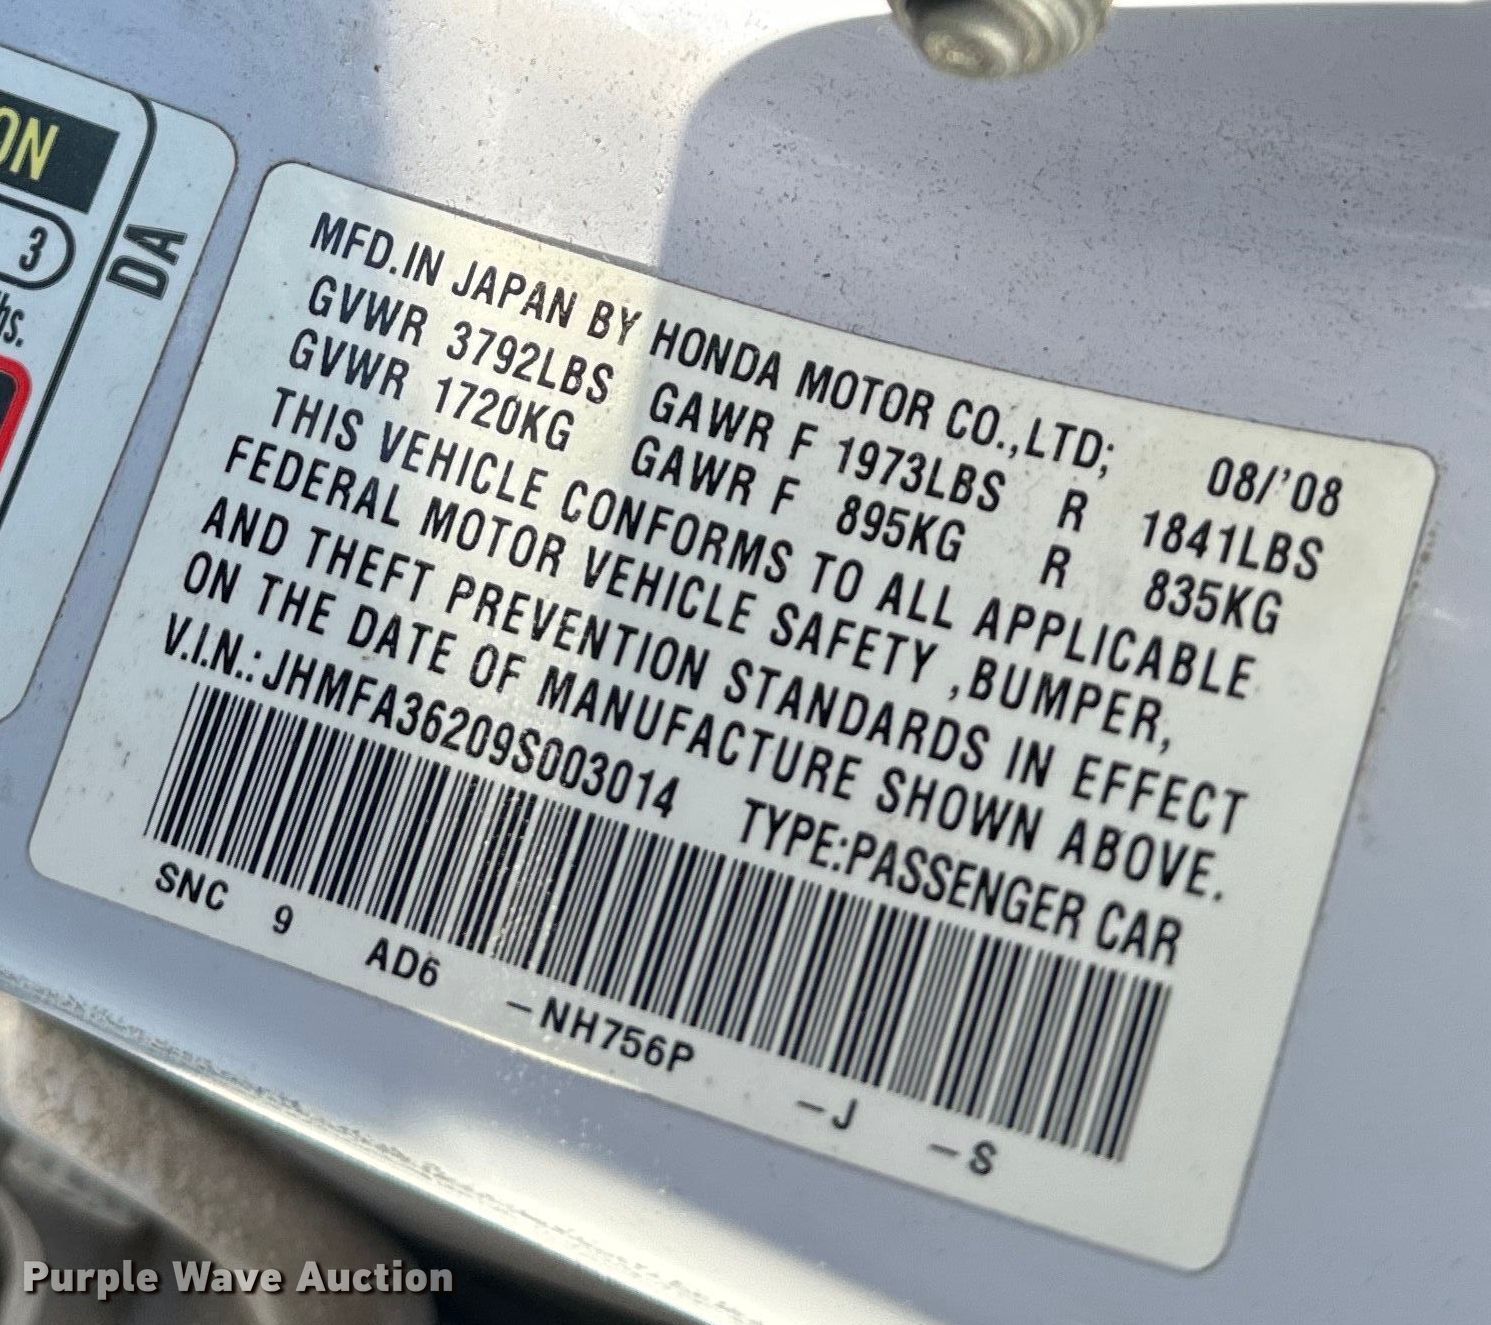 ON
3
hs.
DA
MFD.IN JAPAN BY HONDA MOTOR CO.,LTD; 08/'08
GVWR 3792LBS GAWR F 1973LBS R 1841LBS
GVWR 1720KG GAWR F 895KG R 835KG
THIS VEHICLE CONFORMS TO ALL APPLICABLE
FEDERAL MOTOR VEHICLE SAFETY ,BUMPER,
AND THEFT PREVENTION STANDARDS IN EFFECT
ON THE DATE OF MANUFACTURE SHOWN ABOVE.
V.I.N.:JHMFA36209S003014 TYPE:PASSENGER CAR
SNC 9 AD6 -NH756P -J -S
Purple Wave Auction